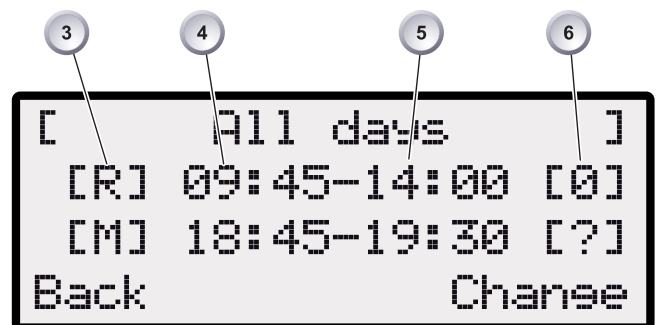 3 4 5 6
[ All days ]
[R] 09:45-14:00 [0]
[M] 18:45-19:30 [?]
Back Change